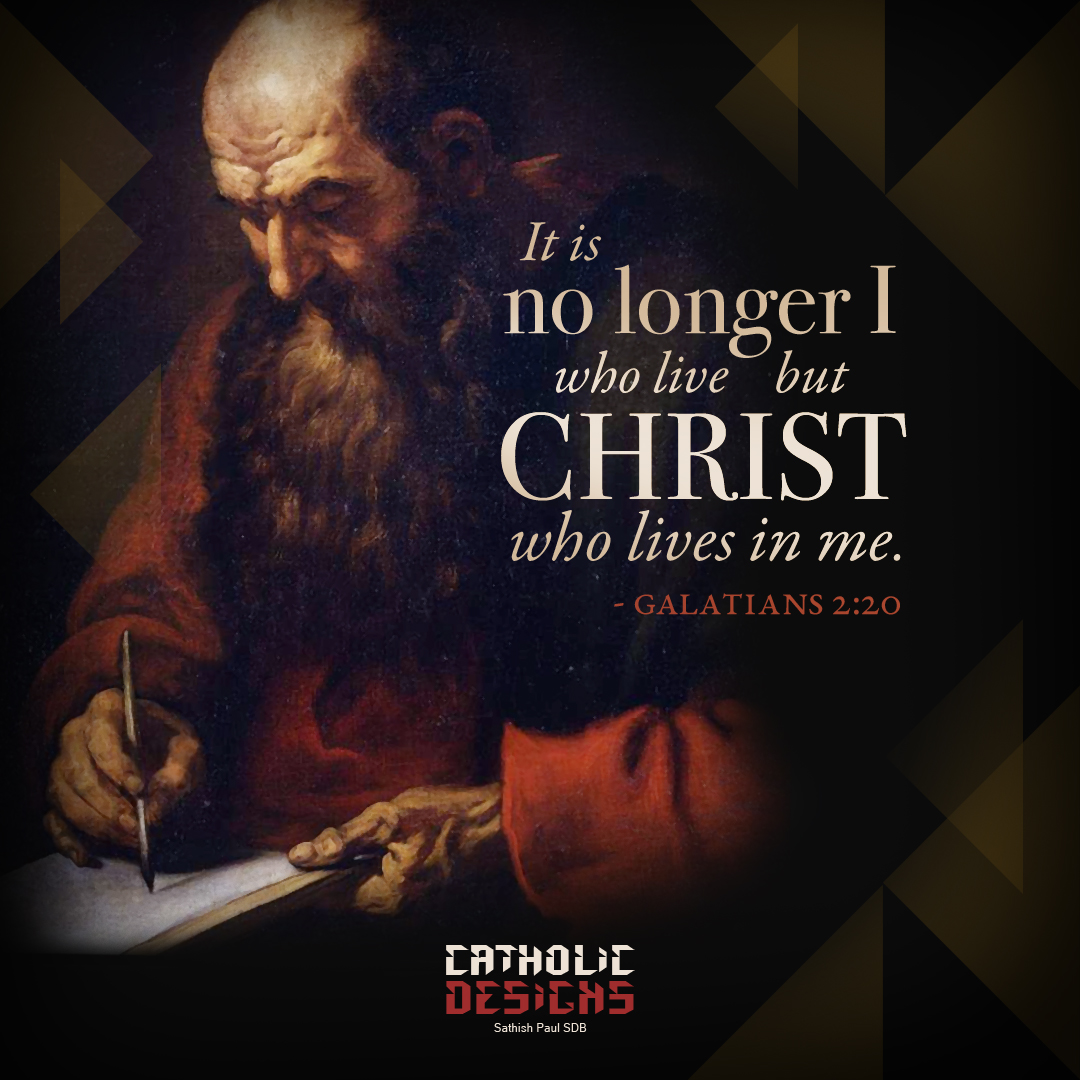 It is
no longer I
who live but
CHRIST
who lives in me.
- GALATIANS 2:20
CATHOLIC
DESIGNS
Sathish Paul SDB